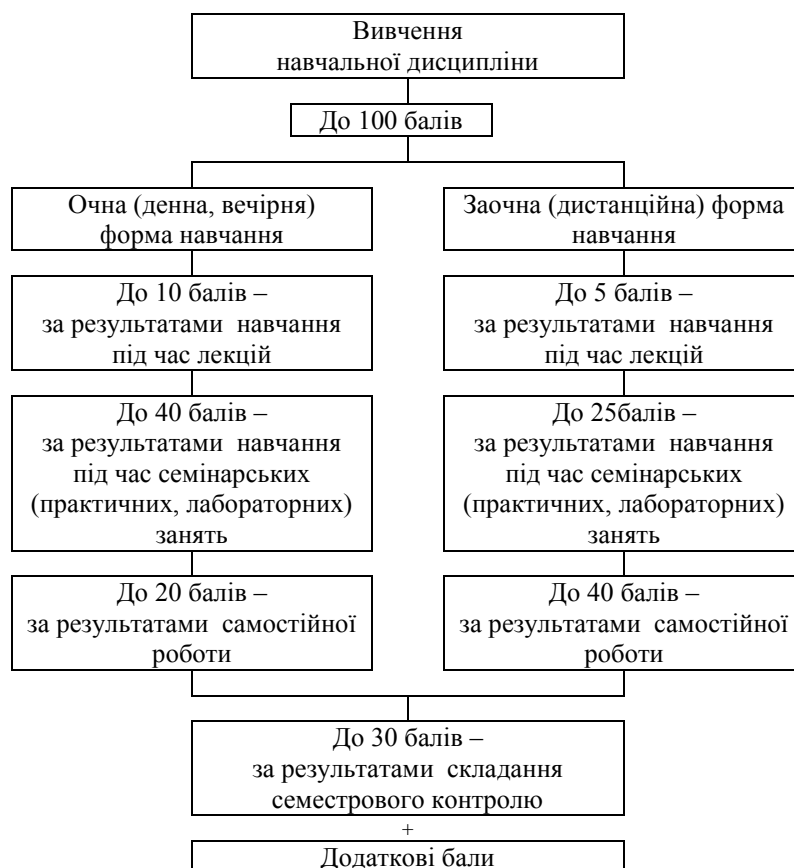 Вивчення
навчальної дисципліни
До 100 балів
Очна (денна, вечірня)
форма навчання
Заочна (дистанційна) форма
навчання
До 10 балів –
за результатами навчання
під час лекцій
До 5 балів –
за результатами навчання
під час лекцій
До 40 балів –
за результатами навчання
під час семінарських
(практичних, лабораторних)
занять
До 25балів –
за результатами навчання
під час семінарських
(практичних, лабораторних)
занять
До 20 балів –
за результатами самостійної
роботи
До 40 балів –
за результатами самостійної
роботи
До 30 балів –
за результатами складання
семестрового контролю
+
Додаткові бали